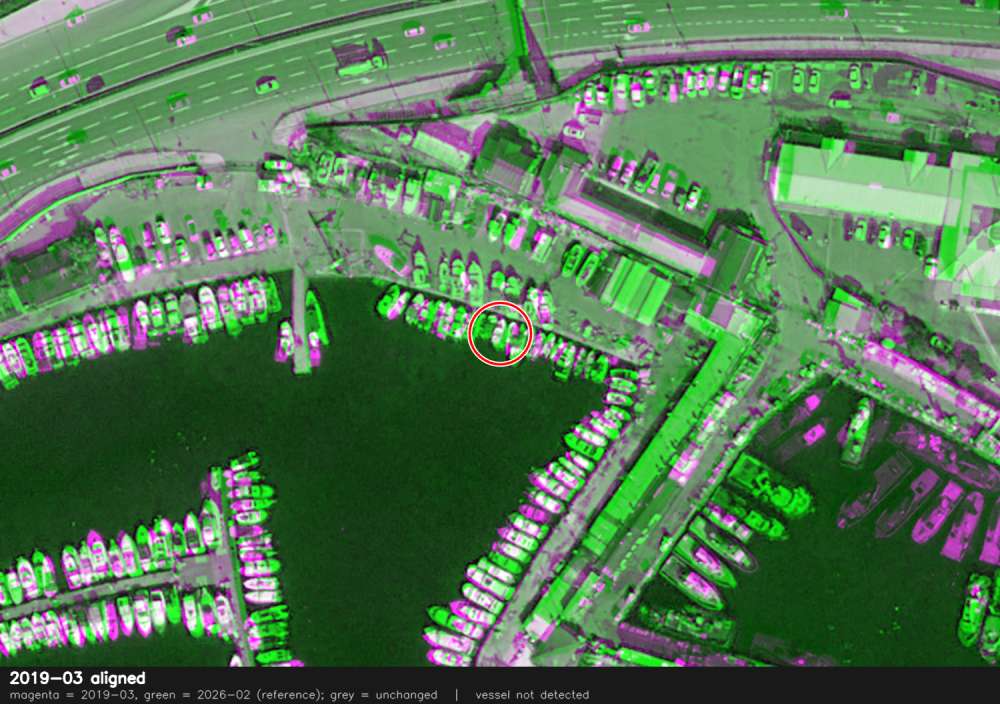 2019-03 aligned
magenta = 2019-03, green = 2026-02 (reference); grey = unchanged | vessel not detected